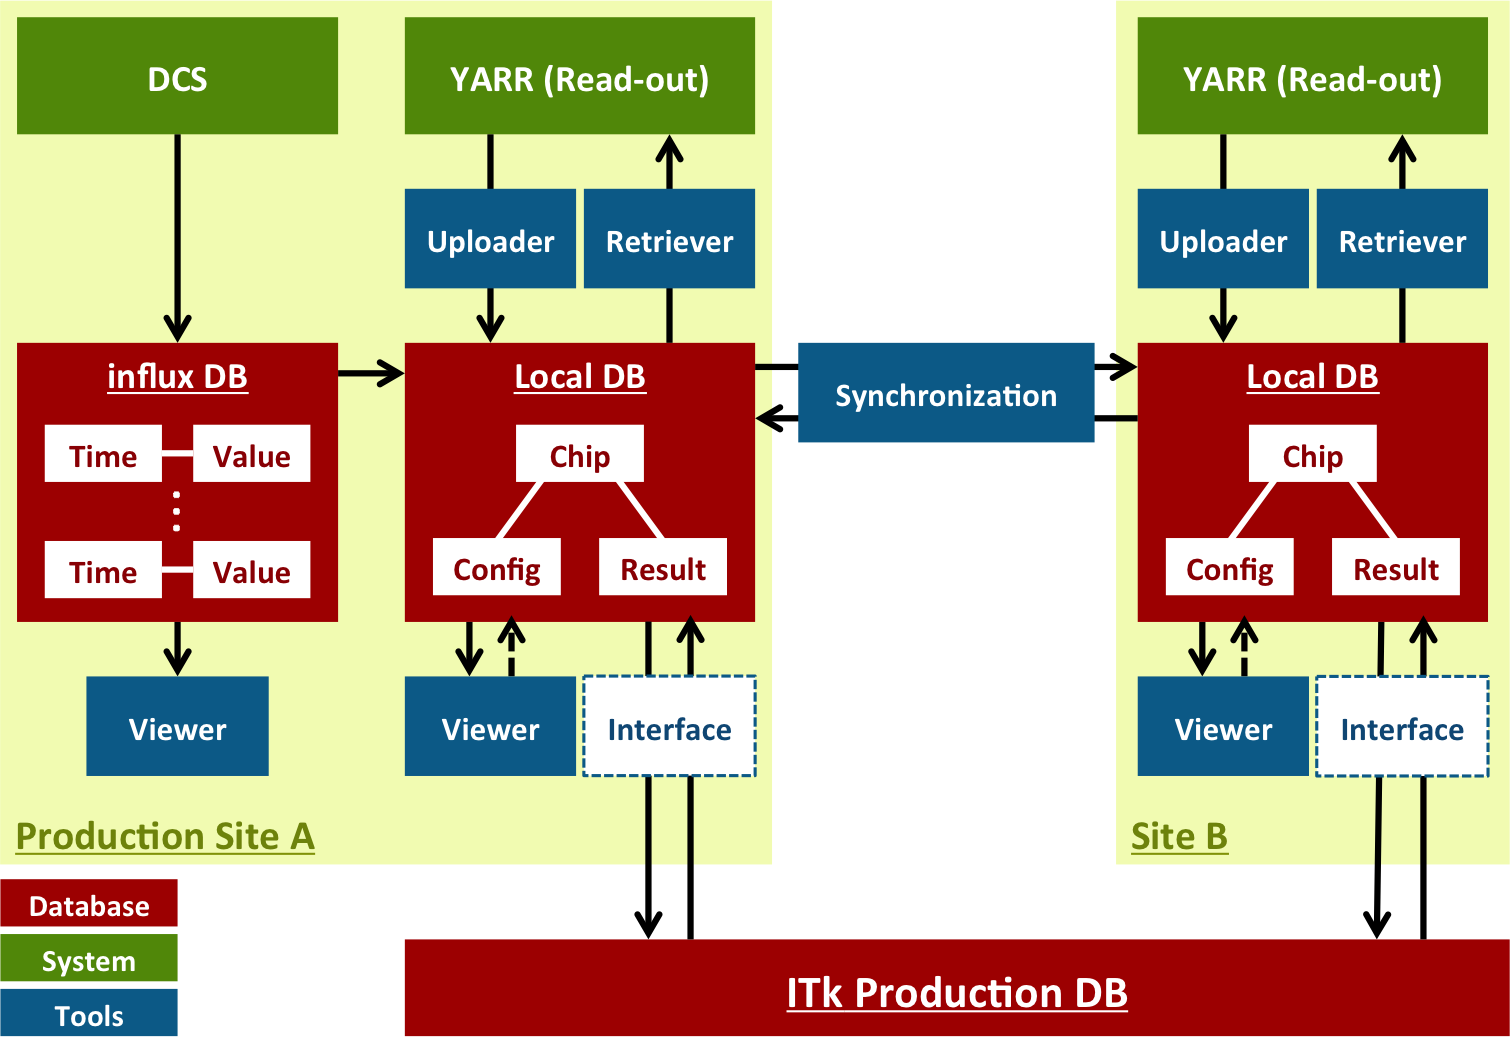 DCS
YARR (Read-out)
YARR (Read-out)
Uploader
Retriever
Uploader
Retriever
influx DB
Local DB
Synchronization
Local DB
Time
Value
Chip
Chip
Time
Value
Config
Result
Config
Result
Viewer
Viewer
Interface
Viewer
Interface
Production Site A
Site B
Database
System
Tools
ITk Production DB